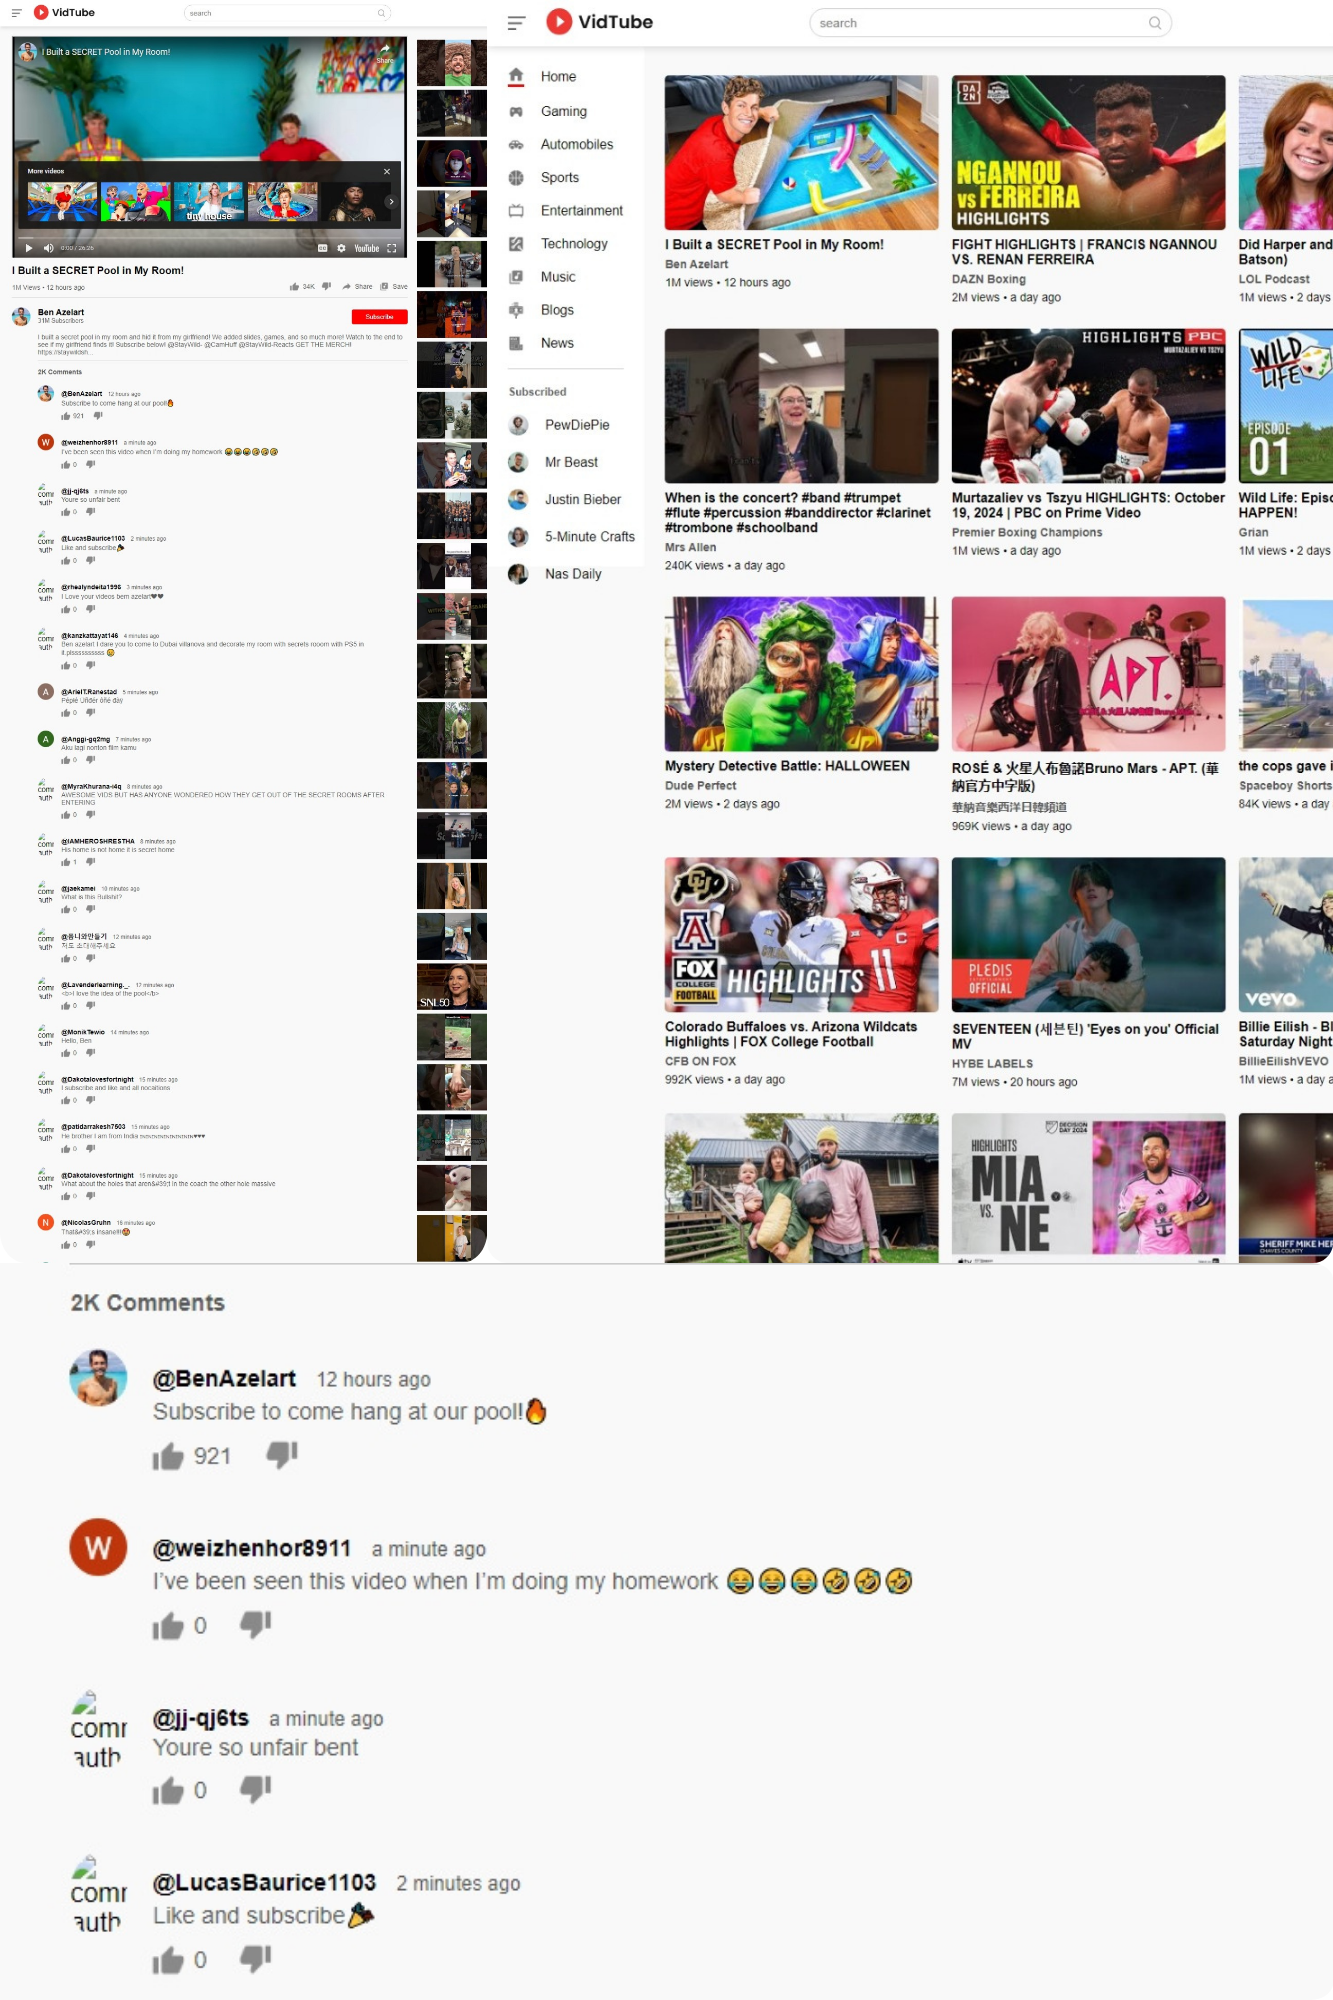 VidTube
search
I Built a SECRET Pool in My Room!
Share
More videos
tiny house
0:00 / 26:26
YouTube
I Built a SECRET Pool in My Room!
1M Views • 12 hours ago
34K
Share
Save
Ben Azelart
31M Subscribers
Subscribe
I built a secret pool in my room and hid it from my girlfriend! We added slides, games, and so much more! Watch to the end to
see if my girlfriend finds it! Subscribe below! @StayWild- @CamHuff @StayWild-Reacts GET THE MERCH!
https://staywildsh...
2K Comments
@BenAzelart 12 hours ago
Subscribe to come hang at our pool!🔥
921
@weizhenhor8911 a minute ago
I've been seen this video when I'm doing my homework 😂😂😂🤣🤣🤣
0
@jj-qj6ts a minute ago
Youre so unfair bent
0
@LucasBaurice1103 2 minutes ago
Like and subscribe🎉
0
@rhealyndeita1996 3 minutes ago
I Love your videos bern azelart❤❤
0
@kanzkattayat146 4 minutes ago
Ben azelart I dare you to come to Dubai villanova and decorate my room with secrets rooom with PS5 in
it.plssssssssss
0
@ArielT.Ranestad 5 minutes ago
0
@Anggi-gq2mg 7 minutes ago
Aku lagi nonton film kamu
0
@MyraKhurana-i4q 8 minutes ago
AWESOME VIDS BUT HAS ANYONE WONDERED HOW THEY GET OUT OF THE SECRET ROOMS AFTER
ENTERING
0
@IAMHEROSHRESTHA 8 minutes ago
His home is not home it is secret home
1
@jaekamei 10 minutes ago
What is this Bullshit?
0
12 minutes ago
0
@Lavenderlearning._. 12 minutes ago
<b>I love the idea of the pool</b>
0
@MonikTewio 14 minutes ago
Hello, Ben
0
@Dakotalovesfortnight 15 minutes ago
I subscribe and like and all nocaitions
0
@patidarrakesh7503 15 minutes ago
He brother I am from India
0
@Dakotalovesfortnight 15 minutes ago
What about the holes that aren&#39;t in the coach the other hole massive
0
@NicolasGruhn 16 minutes ago
That&#39;s insane!!!
0
SNL50
VidTube
search
Home
Gaming
Automobiles
Sports
Entertainment
Technology
Music
Blogs
News
Subscribed
PewDiePie
Mr Beast
Justin Bieber
5-Minute Crafts
Nas Daily
I Built a SECRET Pool in My Room!
Ben Azelart
1M views • 12 hours ago
DAZN
NGANNOU
VS FERREIRA
HIGHLIGHTS
FIGHT HIGHLIGHTS | FRANCIS NGANNOU
VS. RENAN FERREIRA
DAZN Boxing
2M views • a day ago
Did Harper and
Batson)
LOL Podcast
1M views • 2 days
When is the concert? #band #trumpet
#flute #percussion #banddirector #clarinet
#trombone #schoolband
Mrs Allen
240K views • a day ago
HIGHLIGHTS PBC
MURTAZALIEV VS TSZYU
Murtazaliev vs Tszyu HIGHLIGHTS: October
19, 2024 | PBC on Prime Video
Premier Boxing Champions
1M views • a day ago
WILD
LIFE
EPISODE
01
Wild Life: Episo
HAPPEN!
Grian
1M views • 2 days
Mystery Detective Battle: HALLOWEEN
Dude Perfect
2M views • 2 days ago
APT.
ROSÉ & 火星人布魯諾Bruno Mars - APT. (華
納官方中字版)
華納音樂西洋日韓頻道
969K views • a day ago
the cops gave i
Spaceboy Shorts
84K views • a day
CU
A
FOX
COLLEGE
FOOTBALL
HIGHLIGHTS
11
C
Colorado Buffaloes vs. Arizona Wildcats
Highlights | FOX College Football
CFB ON FOX
992K views • a day ago
PLEDIS
OFFICIAL
SEVENTEEN (세븐틴) 'Eyes on you' Official
MV
HYBE LABELS
7M views • 20 hours ago
vevo
Billie Eilish - BI
Saturday Night
BillieEilishVEVO
1M views • a day a
HIGHLIGHTS
MIA
VS.
NE
DECISION
DAY 2024
SHERIFF MIKE HER
CHAVES COUNTY
2K Comments
@BenAzelart 12 hours ago
Subscribe to come hang at our pool!🔥
921
W
@weizhenhor8911 a minute ago
I've been seen this video when I'm doing my homework 😂😂😂🤣🤣🤣
0
comr
auth
@jj-qj6ts a minute ago
Youre so unfair bent
0
comr
auth
@LucasBaurice1103 2 minutes ago
Like and subscribe🎉
0